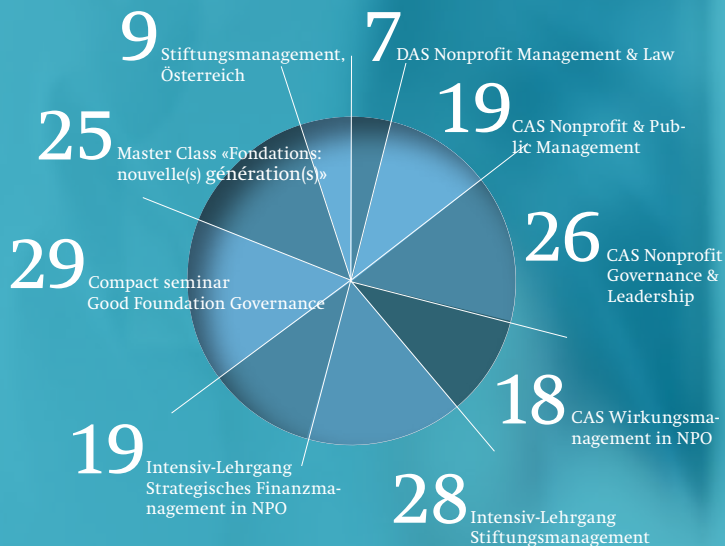 9 Stiftungsmanagement,
Österreich
7 DAS Nonprofit Management & Law
19 CAS Nonprofit & Pub-
lic Management
26 CAS Nonprofit
Governance &
Leadership
18 CAS Wirkungsma-
nagement in NPO
28 Intensiv-Lehrgang
Stiftungsmanagement
19 Intensiv-Lehrgang
Strategisches Finanzma-
nagement in NPO
29 Compact seminar
Good Foundation Governance
25 Master Class «Fondations:
nouvelle(s) génération(s)»